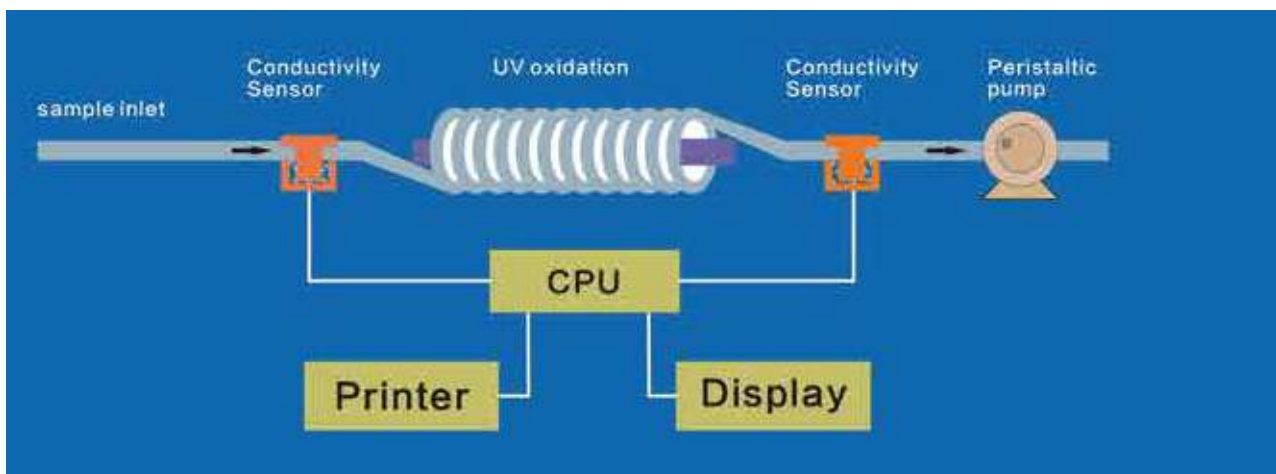 Conductivity
Sensor
UV oxidation
Conductivity
Sensor
Peristaltic
pump
sample inlet
CPU
Printer
Display